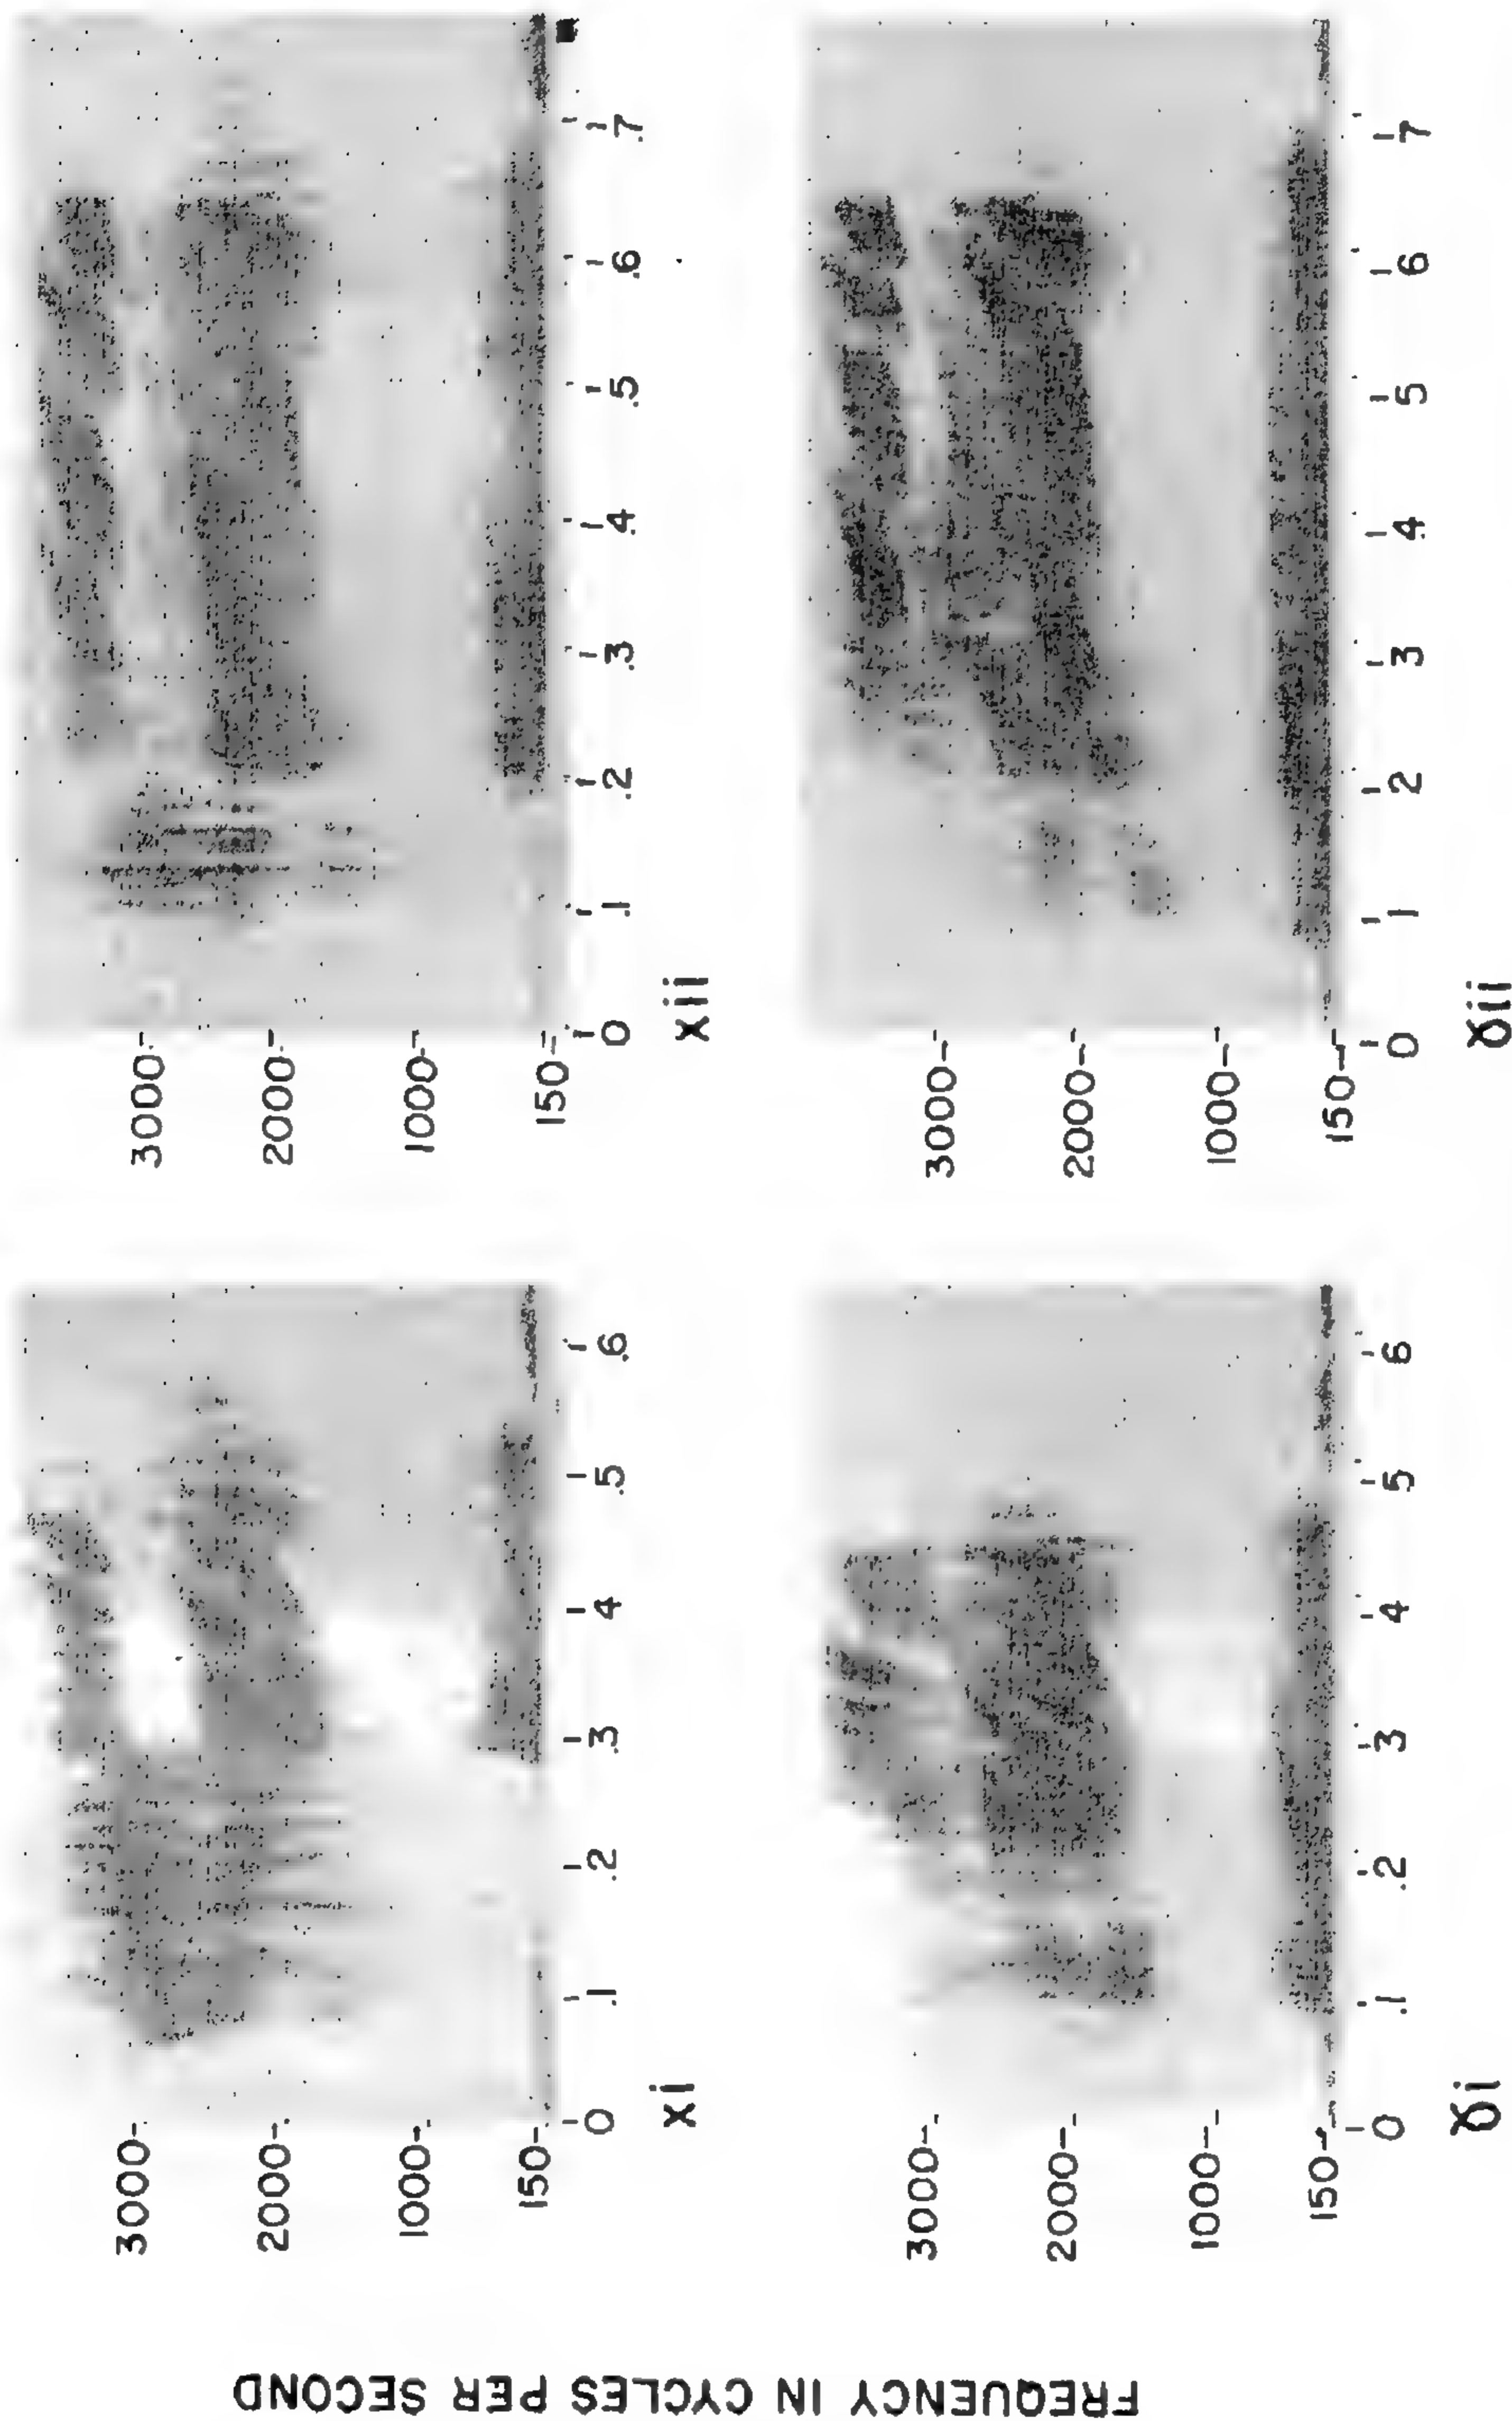 FREQUENCY IN CYCLES PER SECOND
3000-
2000-
1000-
150-
0 .1 .2 .3 .4 .5 .6
xi
3000-
2000-
1000-
150-
0 .1 .2 .3 .4 .5 .6 .7
xii
3000-
2000-
1000-
150-
0 .1 .2 .3 .4 .5 .6
ɣi
3000-
2000-
1000-
150-
0 .1 .2 .3 .4 .5 .6 .7
ɣii